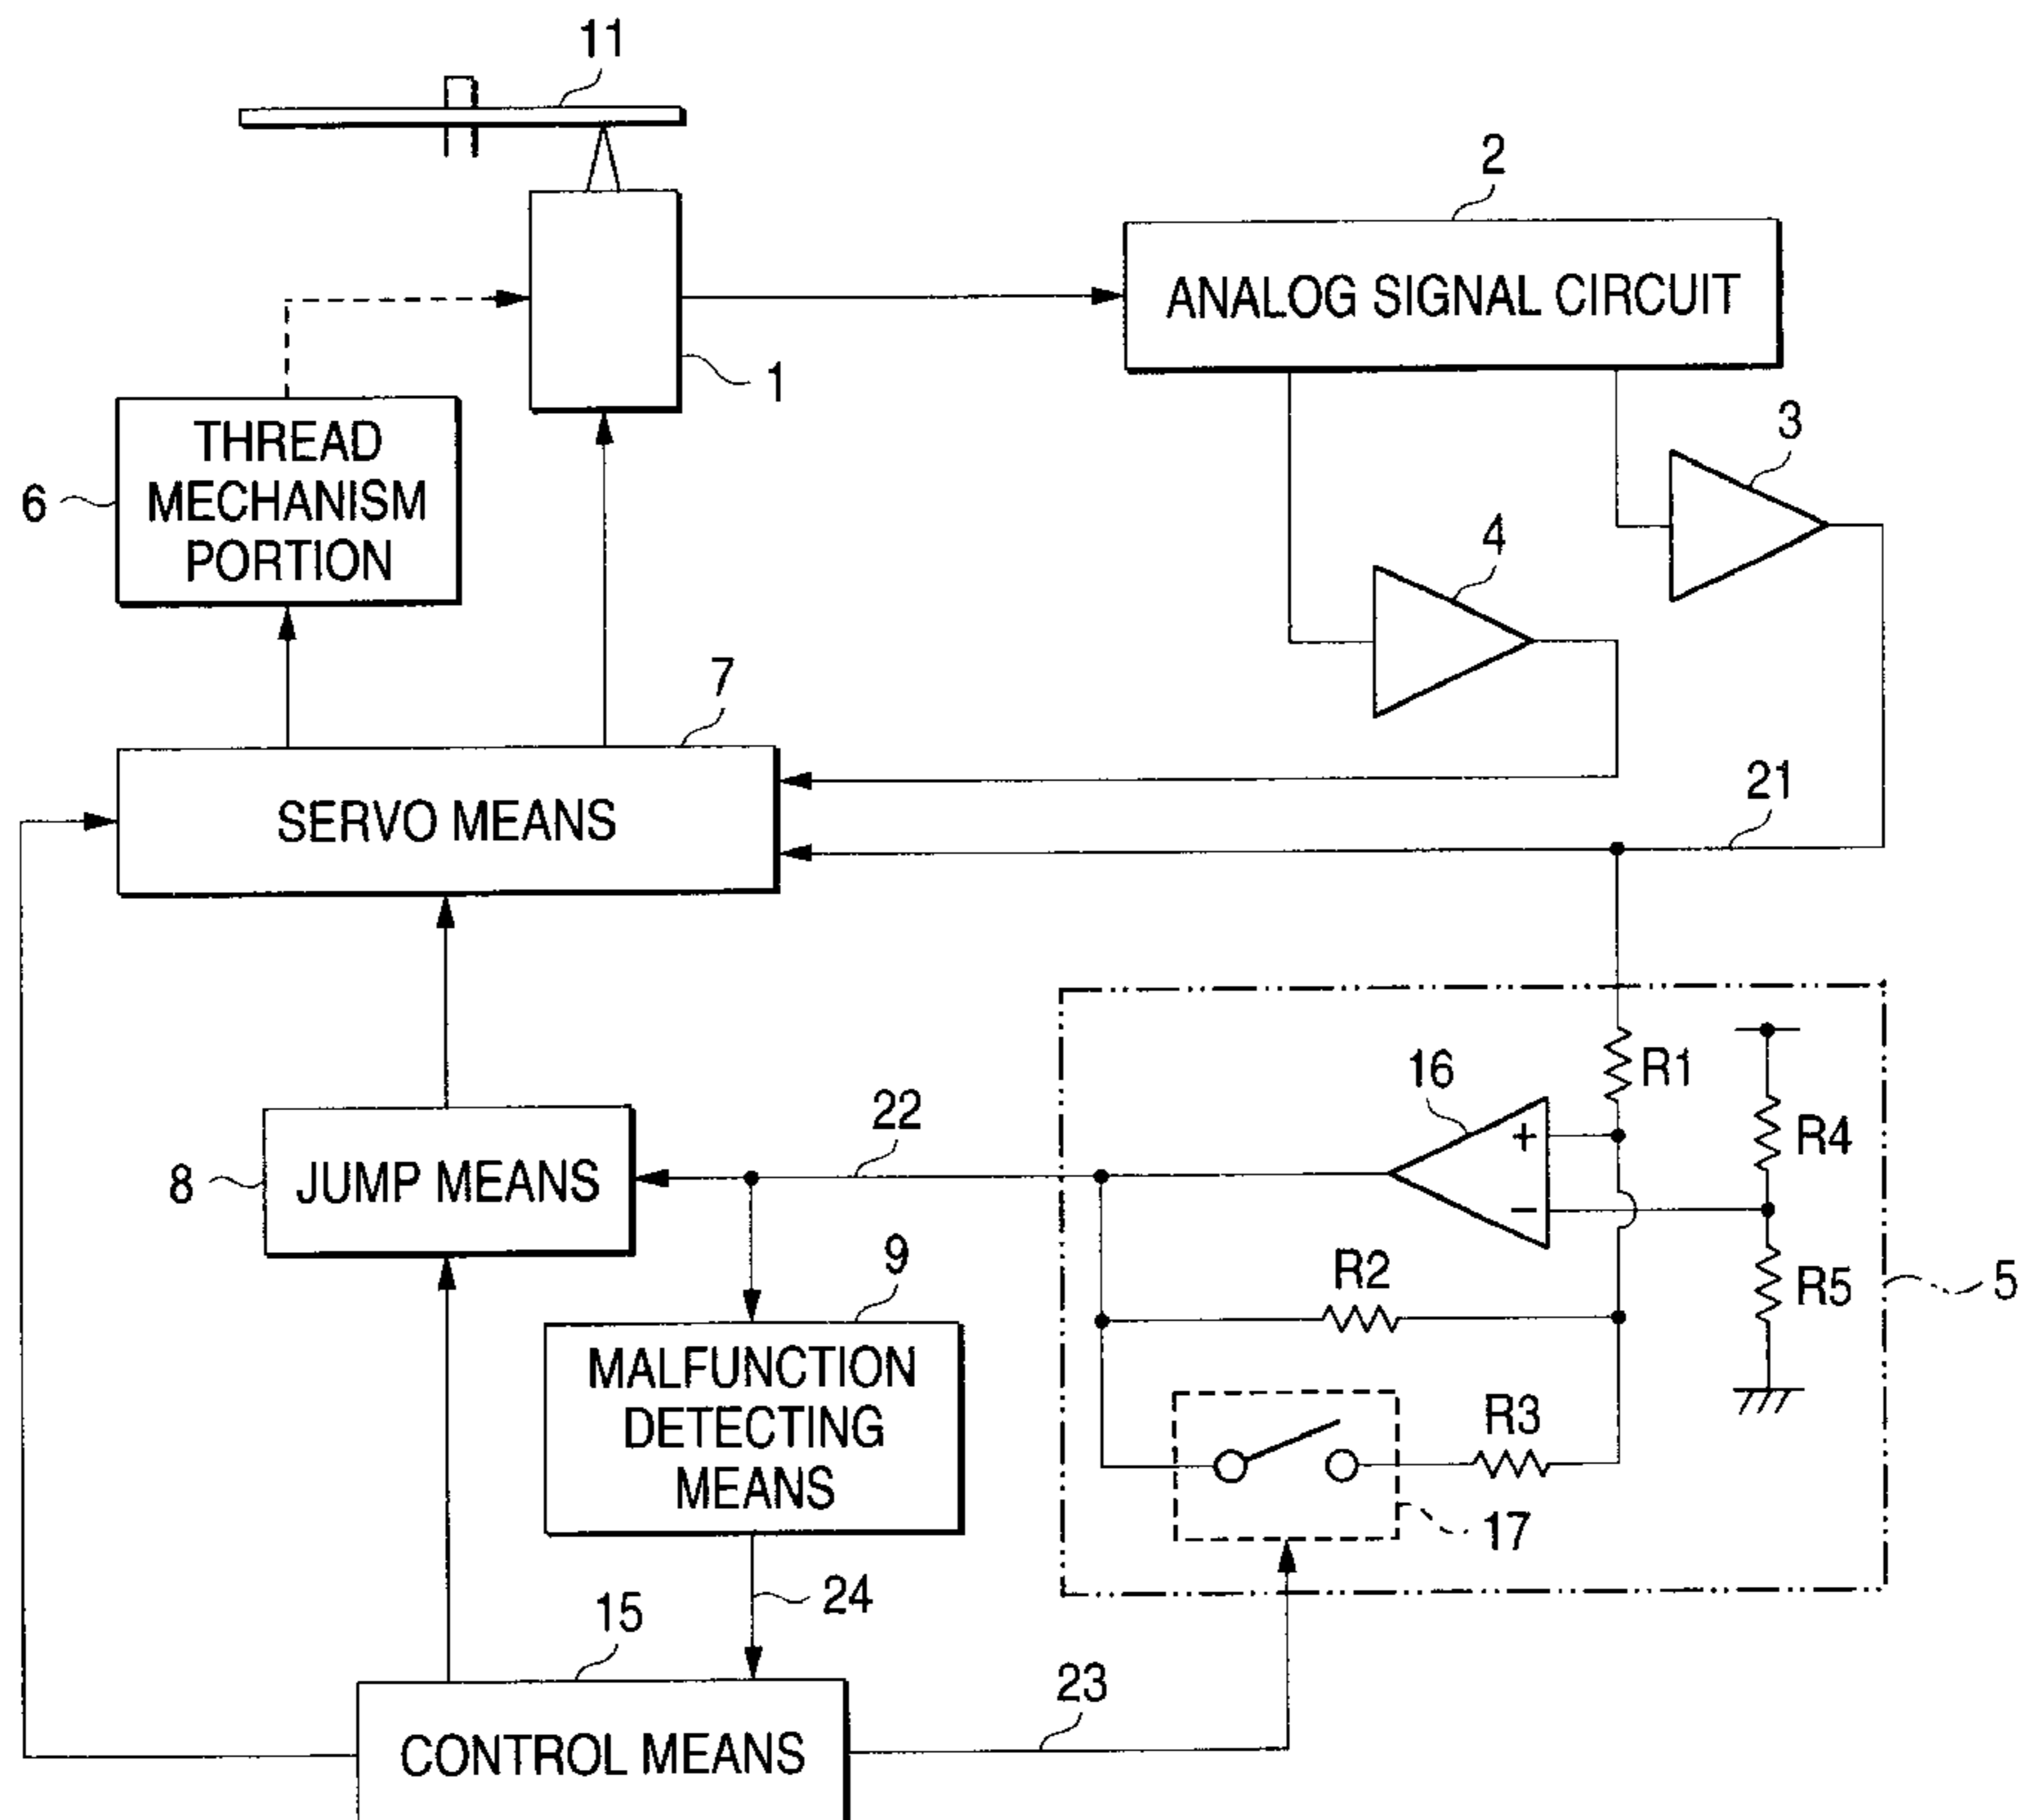 11
2
ANALOG SIGNAL CIRCUIT
1
3
THREAD
MECHANISM
PORTION
6
4
7
SERVO MEANS
21
R1
16
+
R4
22
8
JUMP MEANS
−
9
R2
R5
5
MALFUNCTION
DETECTING
MEANS
R3
17
24
15
23
CONTROL MEANS